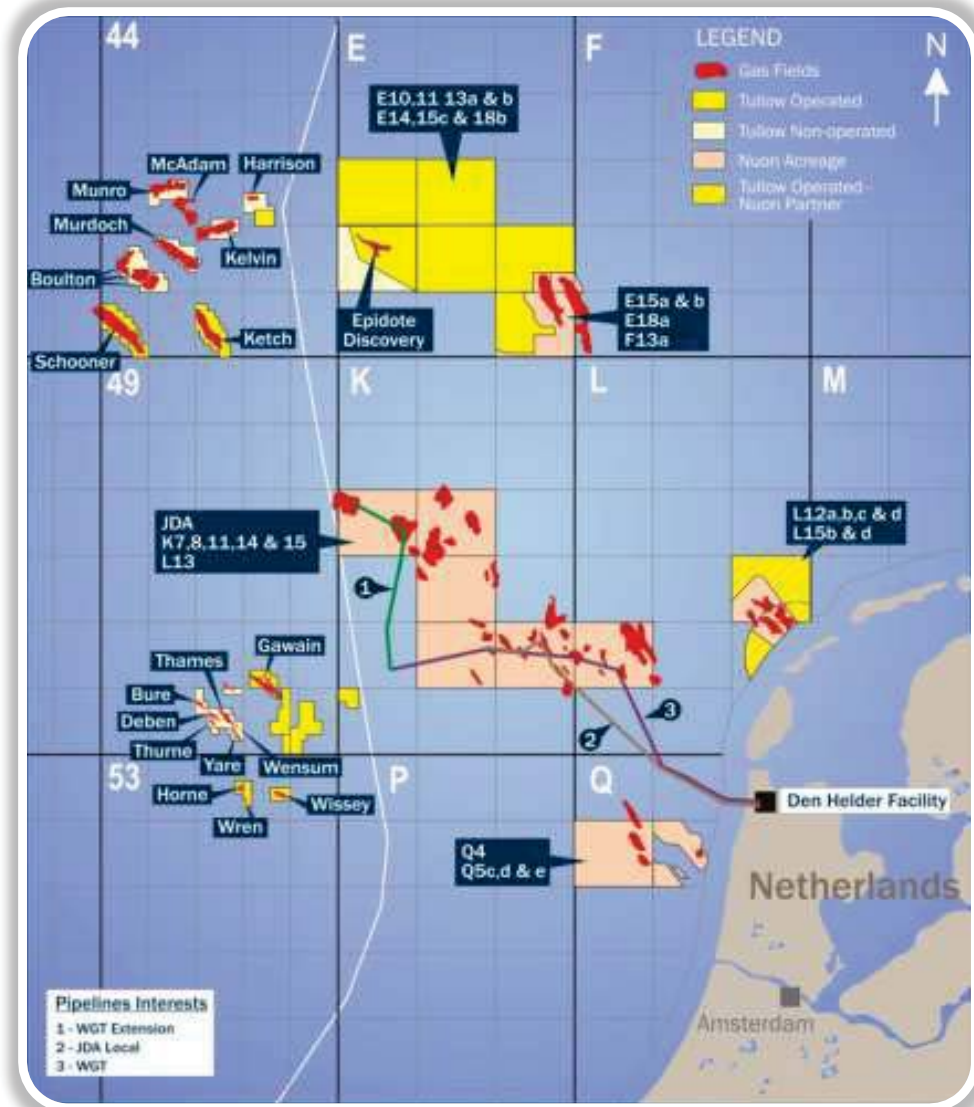 44
E
F
LEGEND
Gas Fields
Tullow Operated
Tullow Non-operated
Nuon Acreage
Tullow Operated -
Nuon Partner
N
E10,11 13a & b
E14,15c & 18b
McAdam
Harrison
Munro
Murdoch
Kelvin
Boulton
Epidote
Discovery
E15a & b
E18a
F13a
Schooner
Ketch
49
K
L
M
JDA
K7,8,11,14 & 15
L13
L12a,b,c & d
L15b & d
1
Gawain
Thames
Bure
Deben
Thurne
Yare
Wensum
3
2
53
P
Q
Horne
Wissey
Wren
Den Helder Facility
Q4
Q5c,d & e
Netherlands
Amsterdam
Pipelines Interests
1 - WGT Extension
2 - JDA Local
3 - WGT